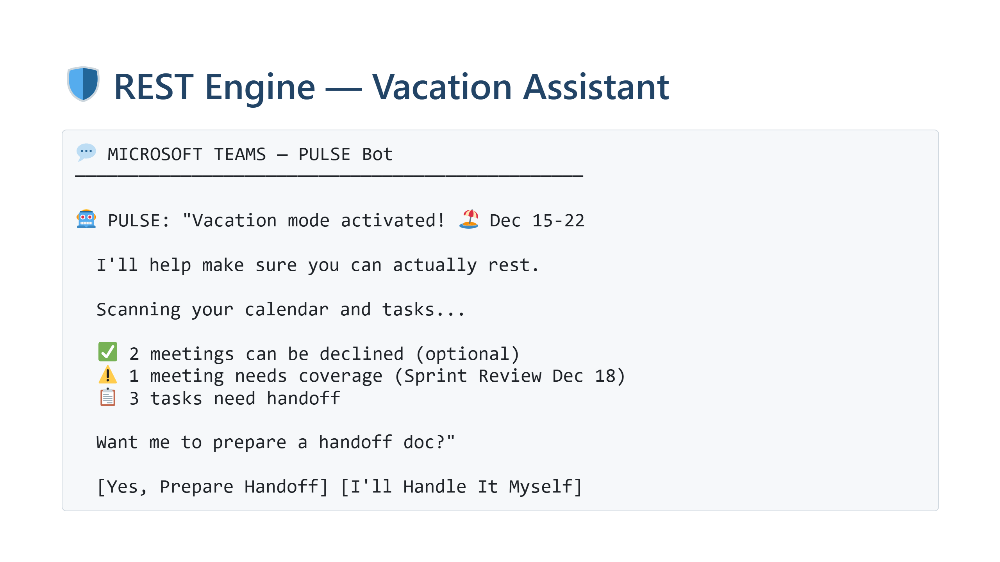 🛡️ REST Engine — Vacation Assistant
💬 MICROSOFT TEAMS — PULSE Bot
────────────────────────────────────────────────
🤖 PULSE: "Vacation mode activated! 🏖️ Dec 15-22
I'll help make sure you can actually rest.
Scanning your calendar and tasks...
✅ 2 meetings can be declined (optional)
⚠️ 1 meeting needs coverage (Sprint Review Dec 18)
📋 3 tasks need handoff
Want me to prepare a handoff doc?"
[Yes, Prepare Handoff] [I'll Handle It Myself]